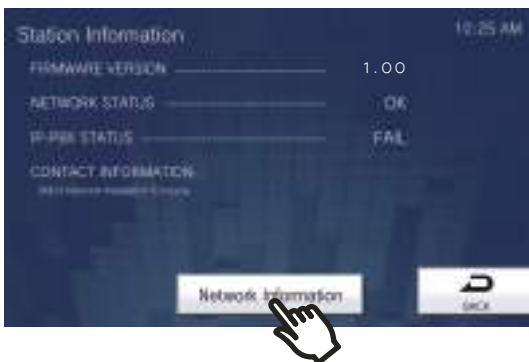 Station Information
10:25 AM
FIRMWARE VERSION 1.00
NETWORK STATUS OK
IP-PBX STATUS FAIL
CONTACT INFORMATION
Network Information
BACK